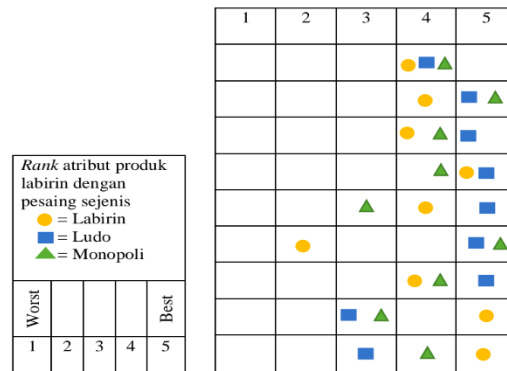 1 2 3 4 5
Rank atribut produk
labirin dengan
pesaing sejenis
= Labirin
= Ludo
= Monopoli
Worst Best
1 2 3 4 5